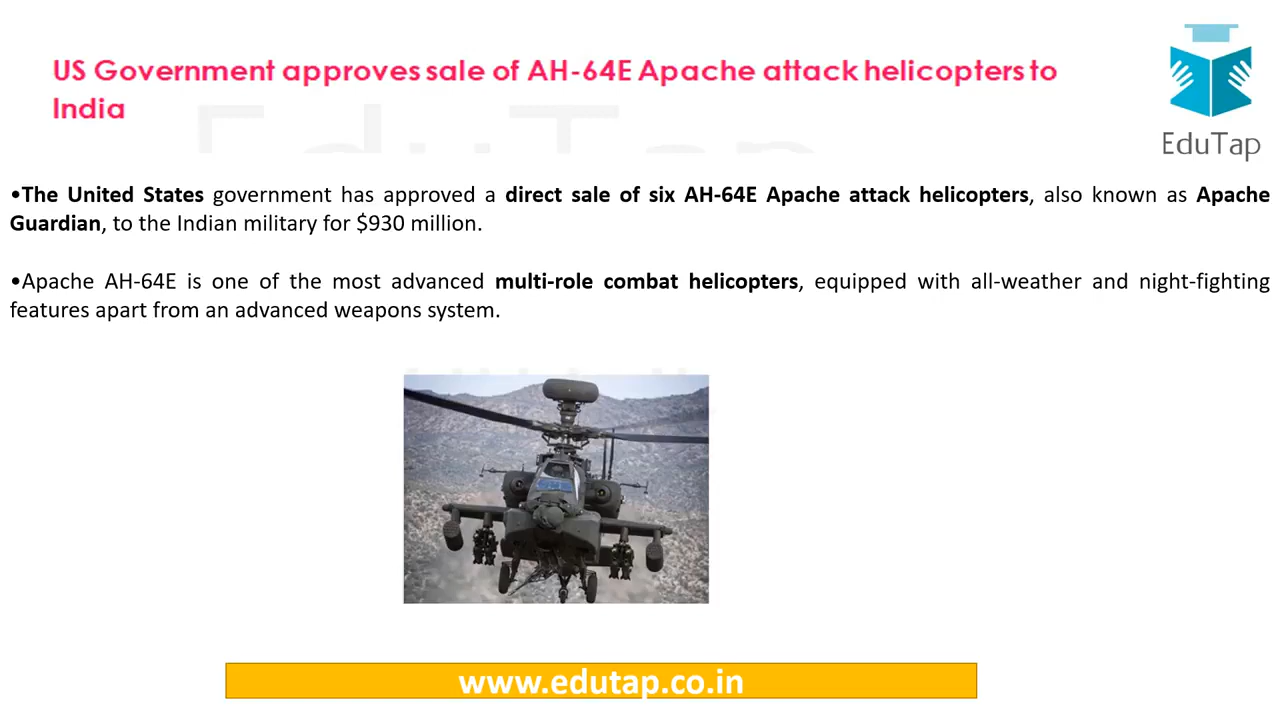 US Government approves sale of AH-64E Apache attack helicopters to
India
EduTap
EduTap
•The United States government has approved a direct sale of six AH-64E Apache attack helicopters, also known as Apache
Guardian, to the Indian military for $930 million.
•Apache AH-64E is one of the most advanced multi-role combat helicopters, equipped with all-weather and night-fighting
features apart from an advanced weapons system.
www.edutap.co.in